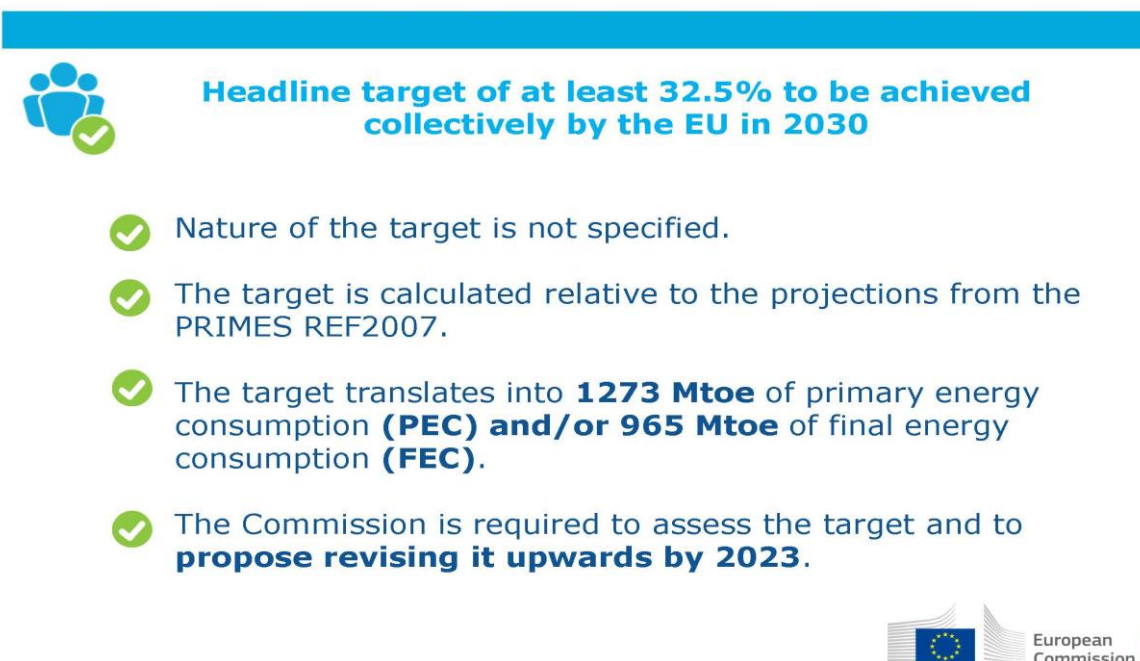 Headline target of at least 32.5% to be achieved
collectively by the EU in 2030
Nature of the target is not specified.
The target is calculated relative to the projections from the
PRIMES REF2007.
The target translates into 1273 Mtoe of primary energy
consumption (PEC) and/or 965 Mtoe of final energy
consumption (FEC).
The Commission is required to assess the target and to
propose revising it upwards by 2023.
European
Commission